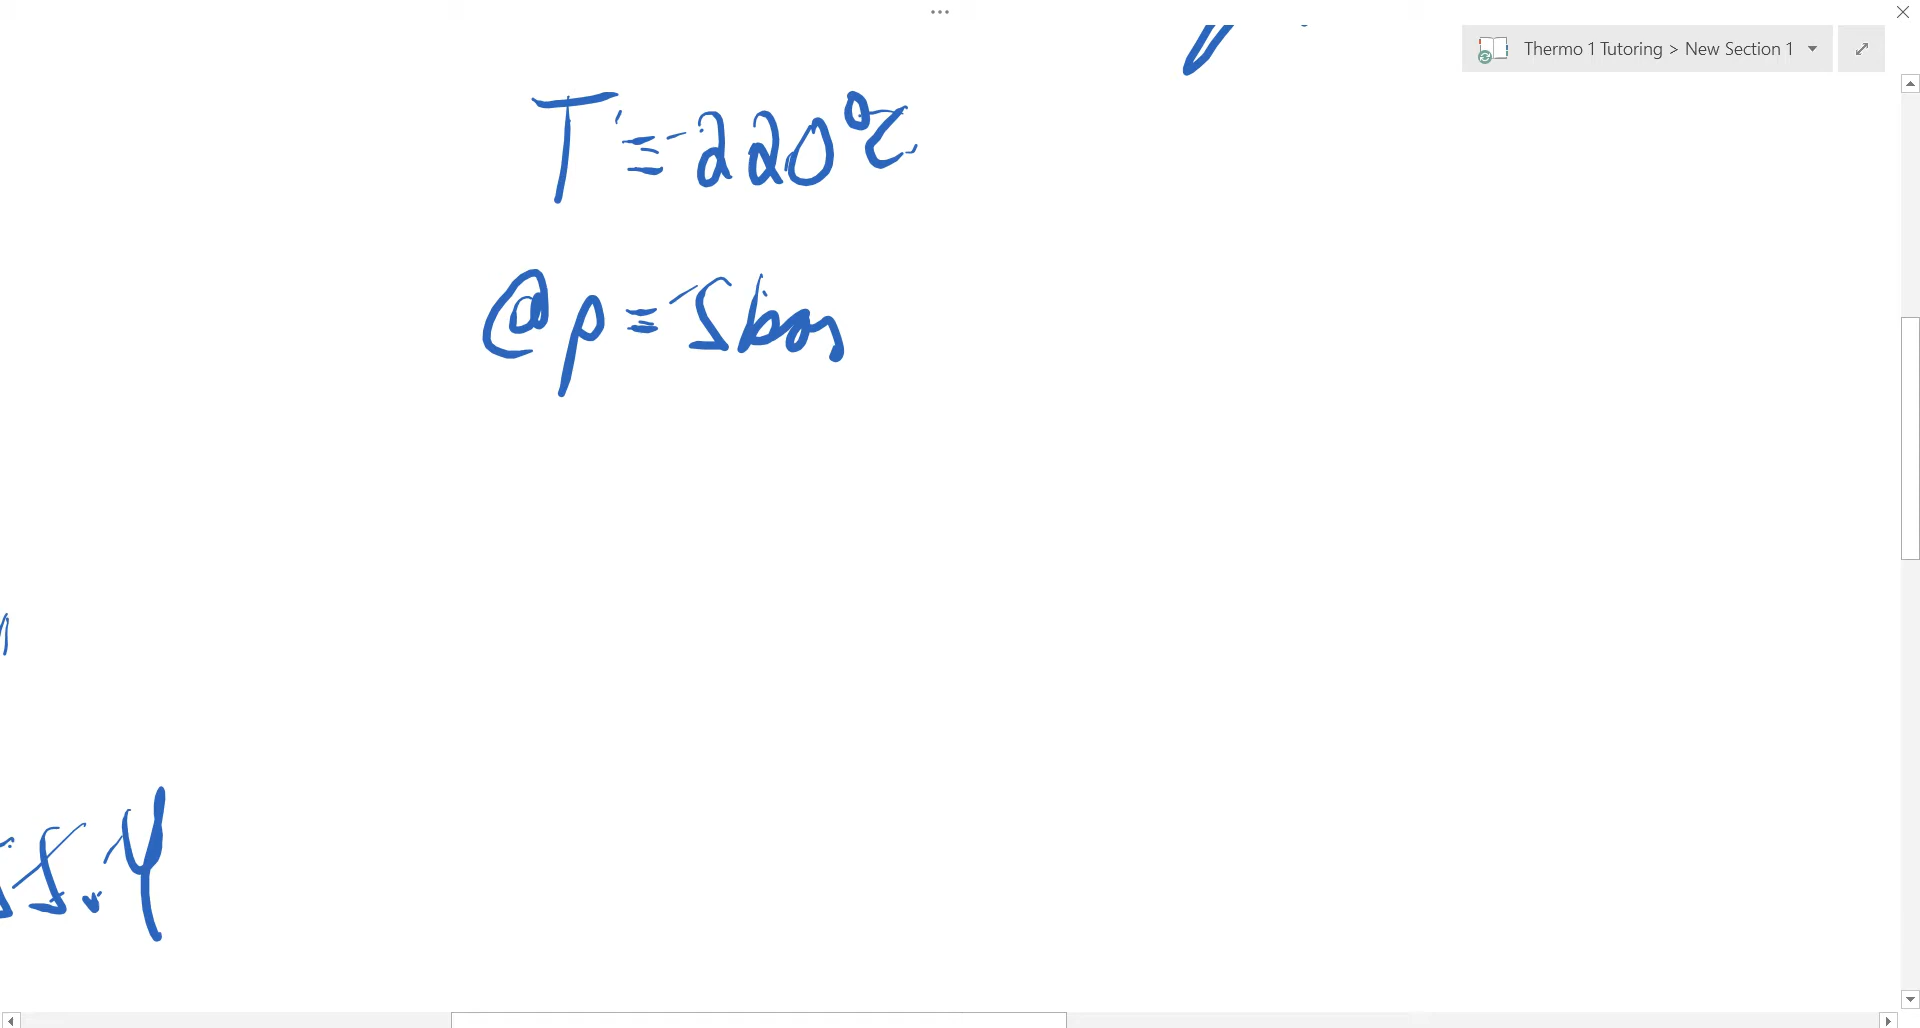 Thermo 1 Tutoring > New Section 1
T = 220°C
@ p = 5 bar